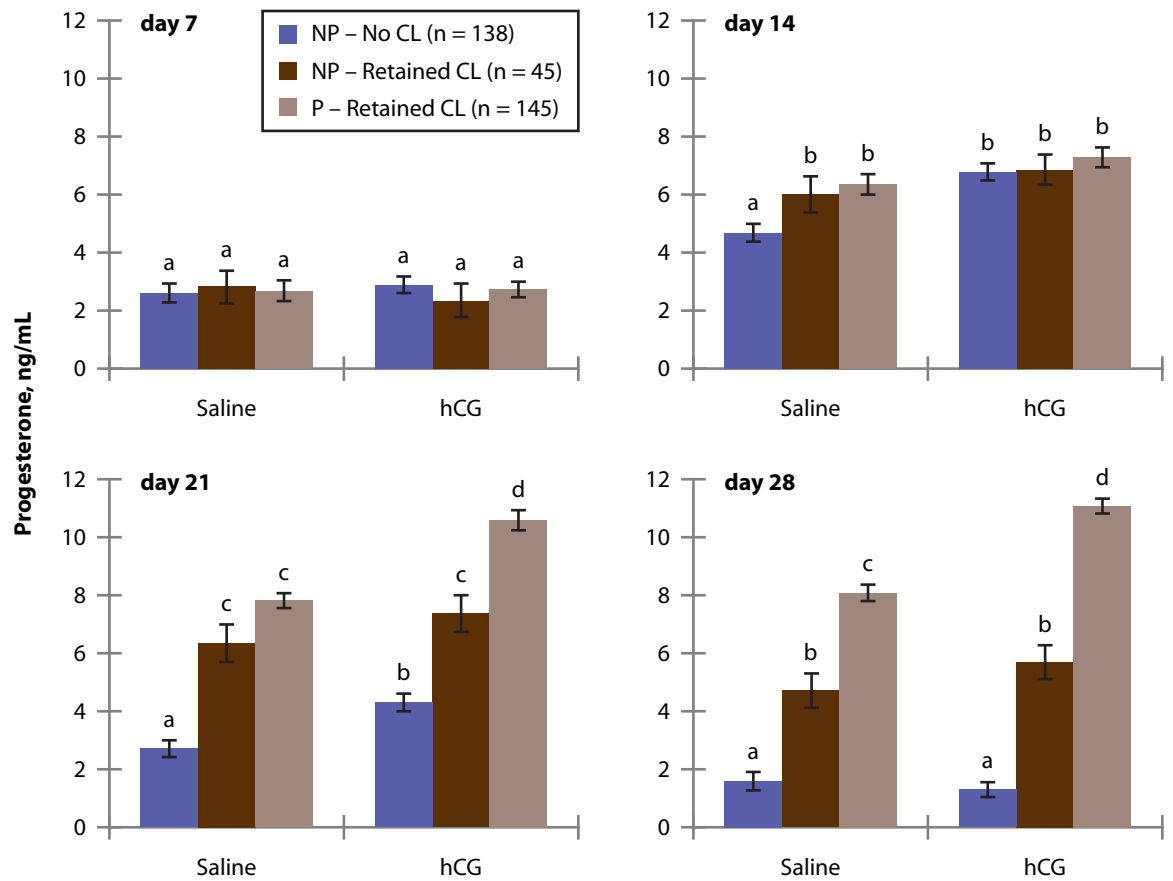 Progesterone, ng/mL
day 7
NP – No CL (n = 138)
NP – Retained CL (n = 45)
P – Retained CL (n = 145)
12
10
8
6
4
2
0
a a a a a a
Saline hCG
day 14
12
10
8
6
4
2
0
a b b b b b
Saline hCG
day 21
12
10
8
6
4
2
0
a c c b c d
Saline hCG
day 28
12
10
8
6
4
2
0
a b c a b d
Saline hCG